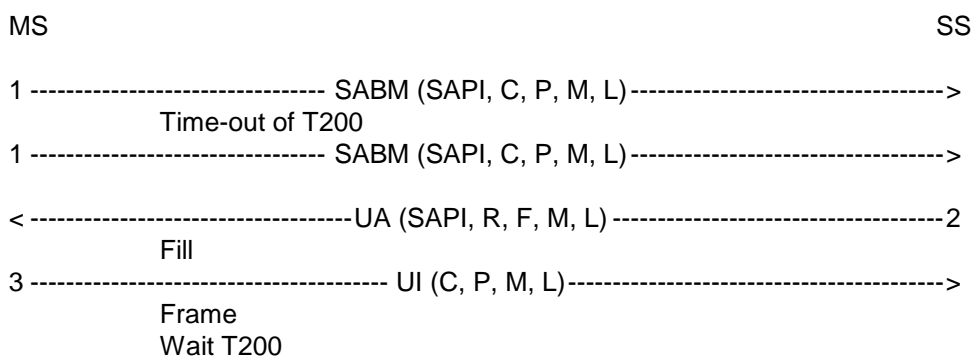 MS SS
1 --------------------------------- SABM (SAPI, C, P, M, L)----------------------------------->
Time-out of T200
1 --------------------------------- SABM (SAPI, C, P, M, L)----------------------------------->
< ------------------------------------UA (SAPI, R, F, M, L) -------------------------------------2
Fill
3 ---------------------------------------- UI (C, P, M, L)------------------------------------------>
Frame
Wait T200